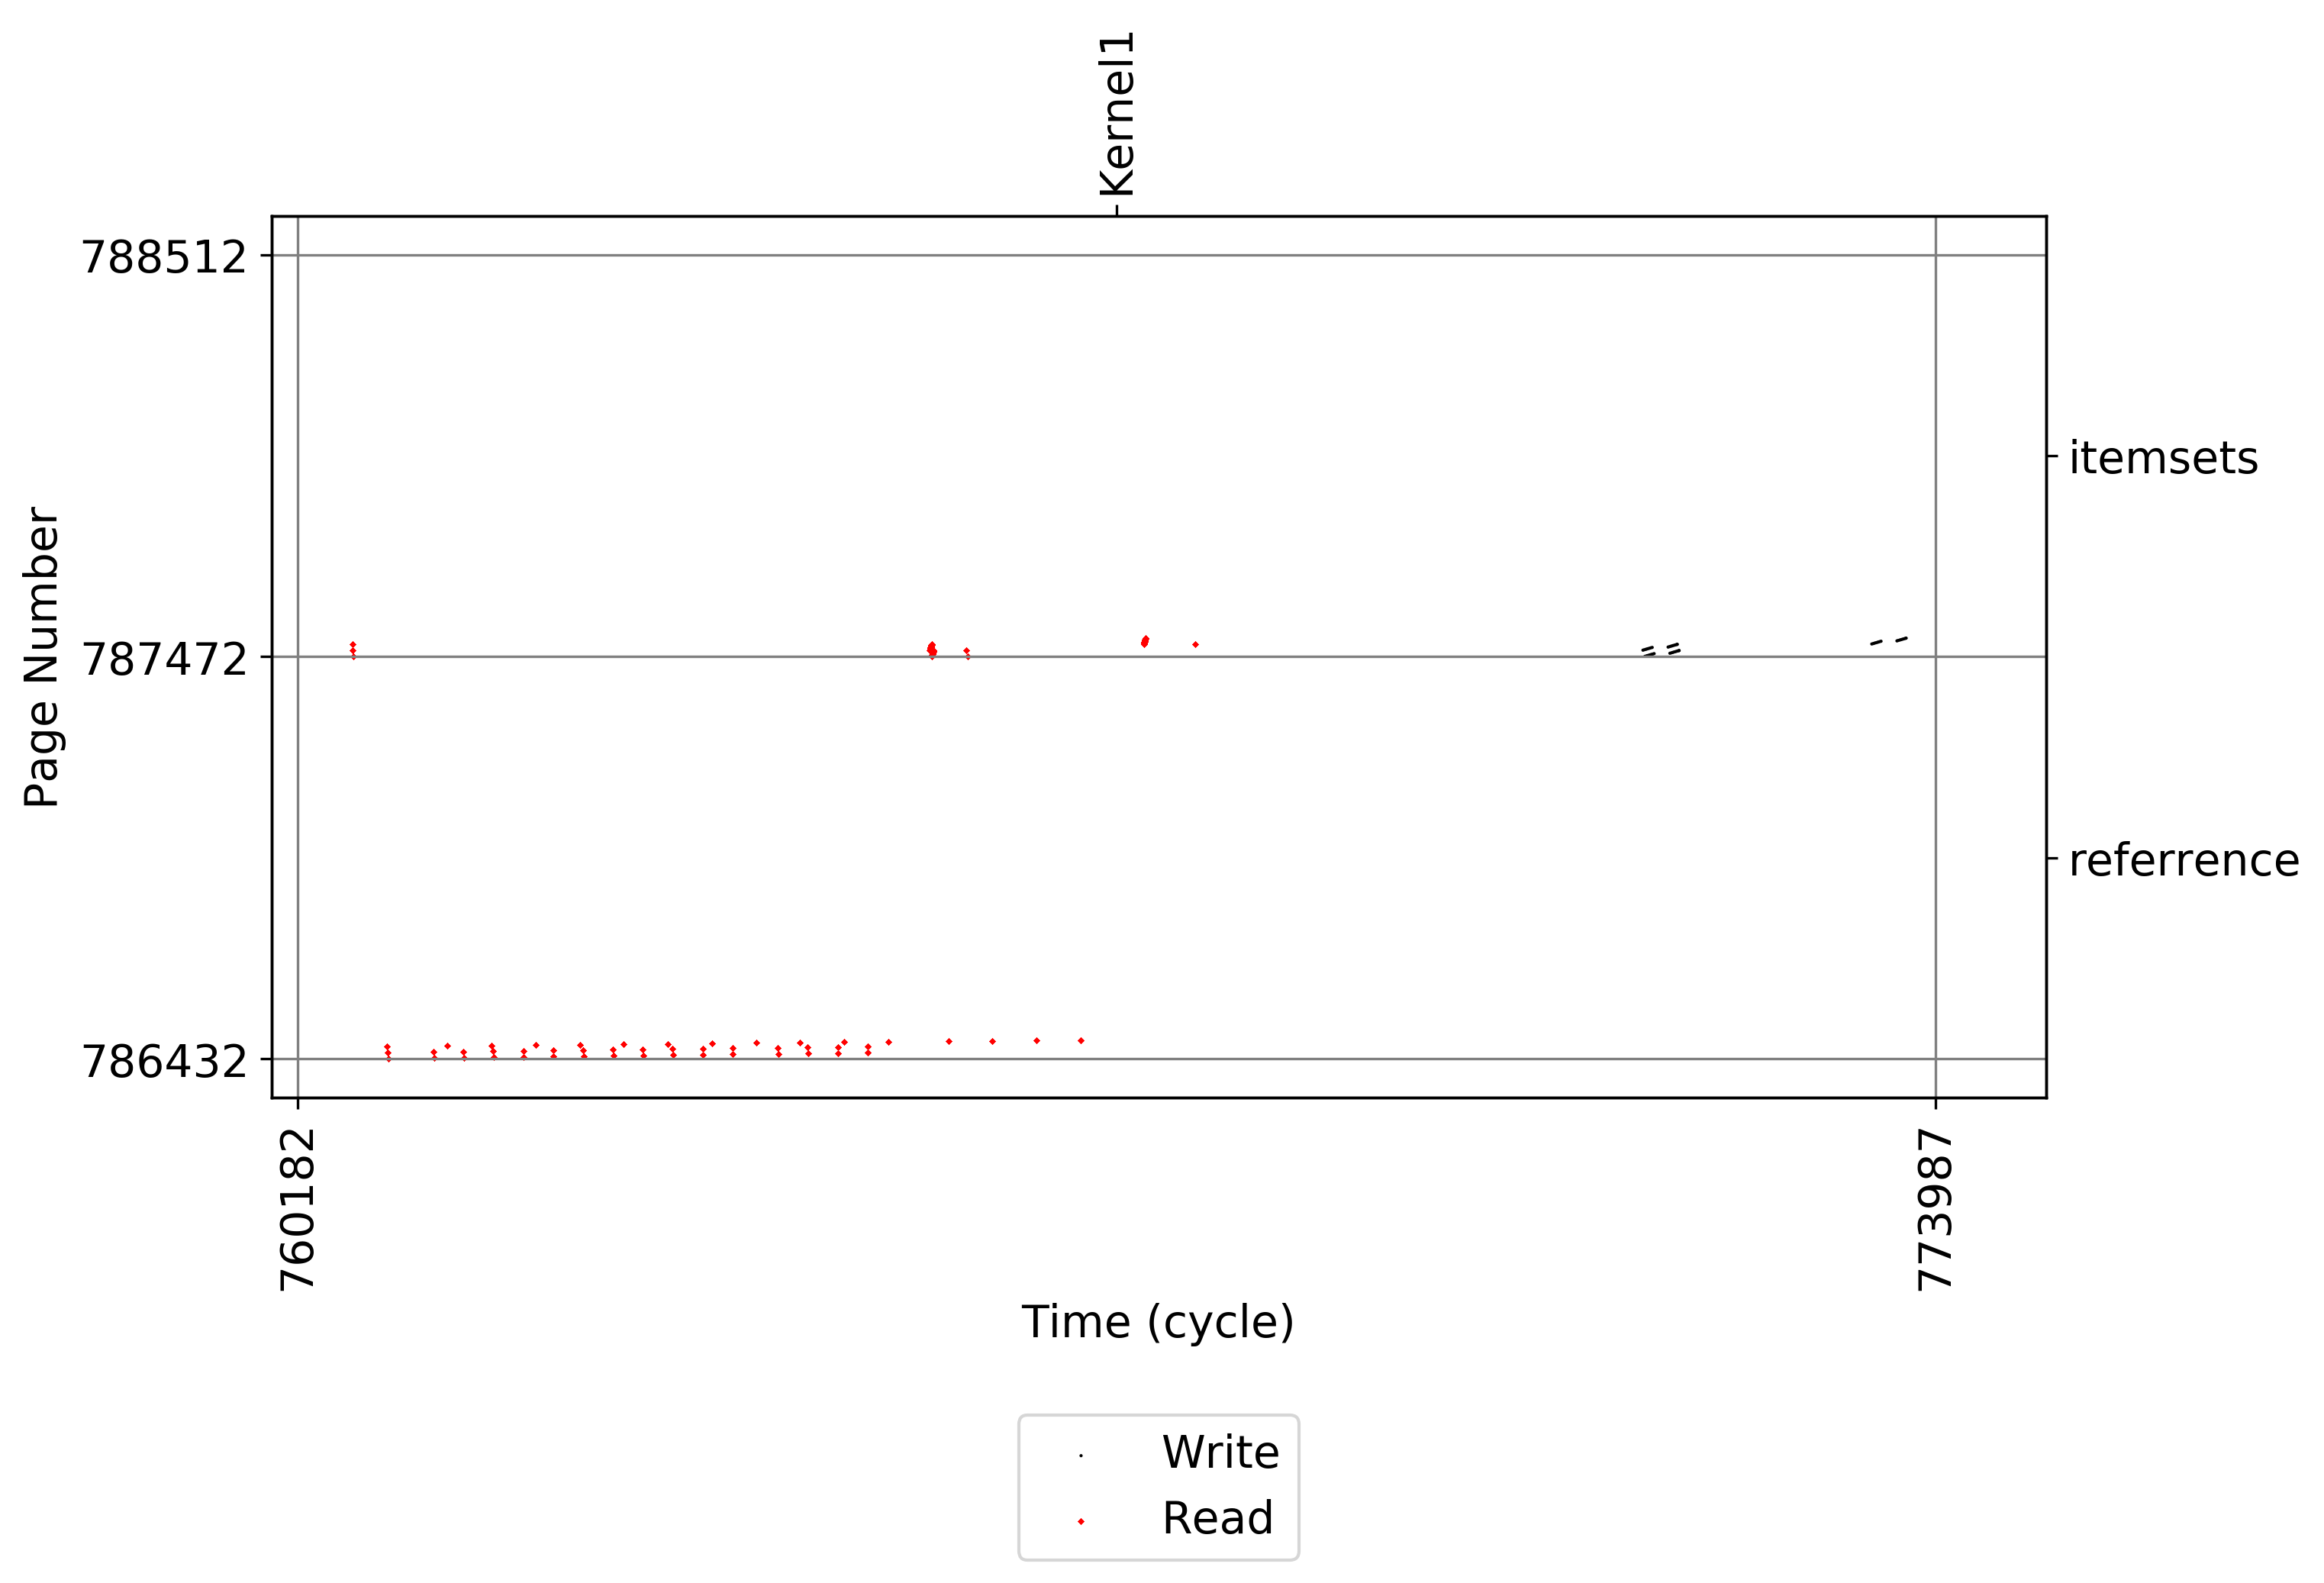 Kernel1
788512
itemsets
787472
Page Number
referrence
786432
760182
773987
Time (cycle)
Write
Read